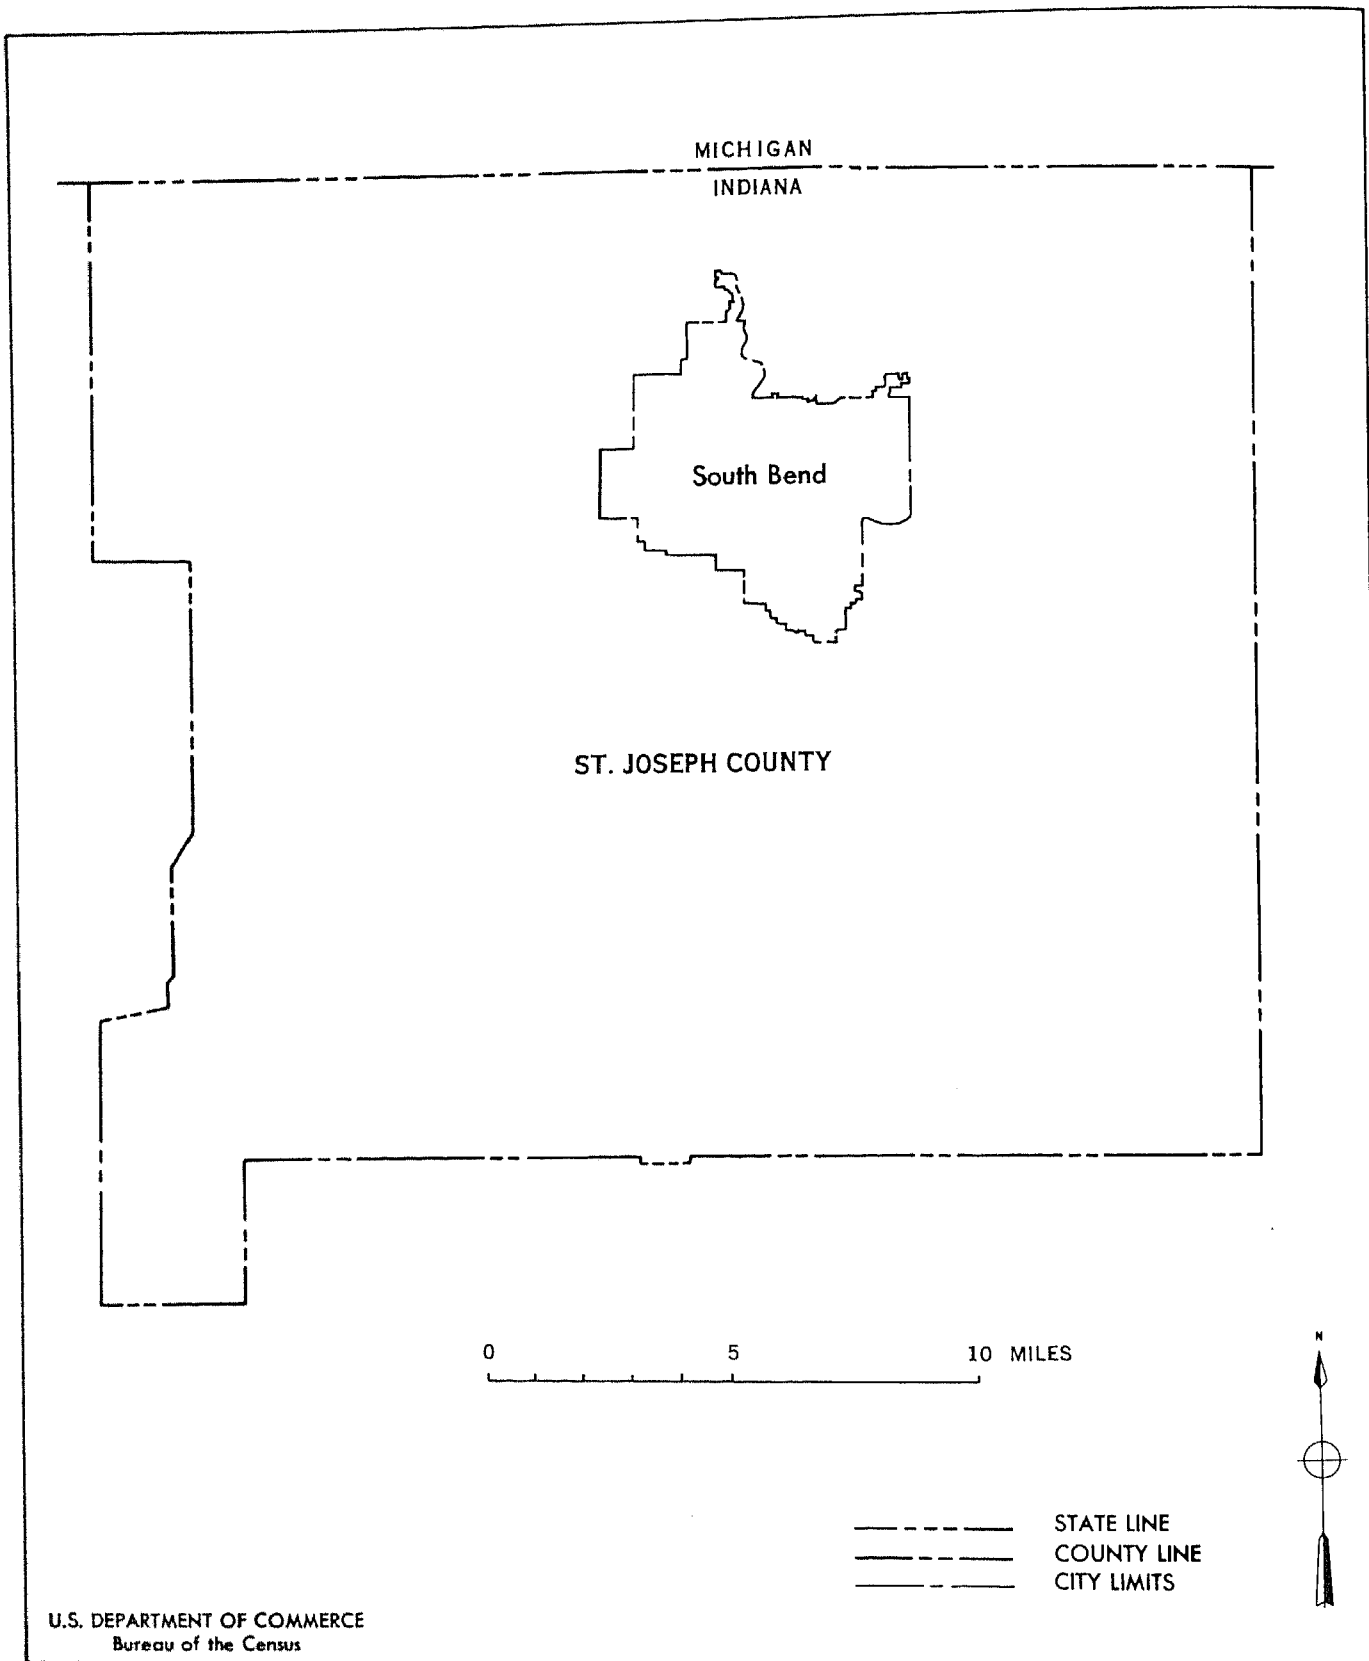 MICHIGAN
INDIANA
South Bend
ST. JOSEPH COUNTY
0 5 10 MILES
N
STATE LINE
COUNTY LINE
CITY LIMITS
U.S. DEPARTMENT OF COMMERCE
Bureau of the Census